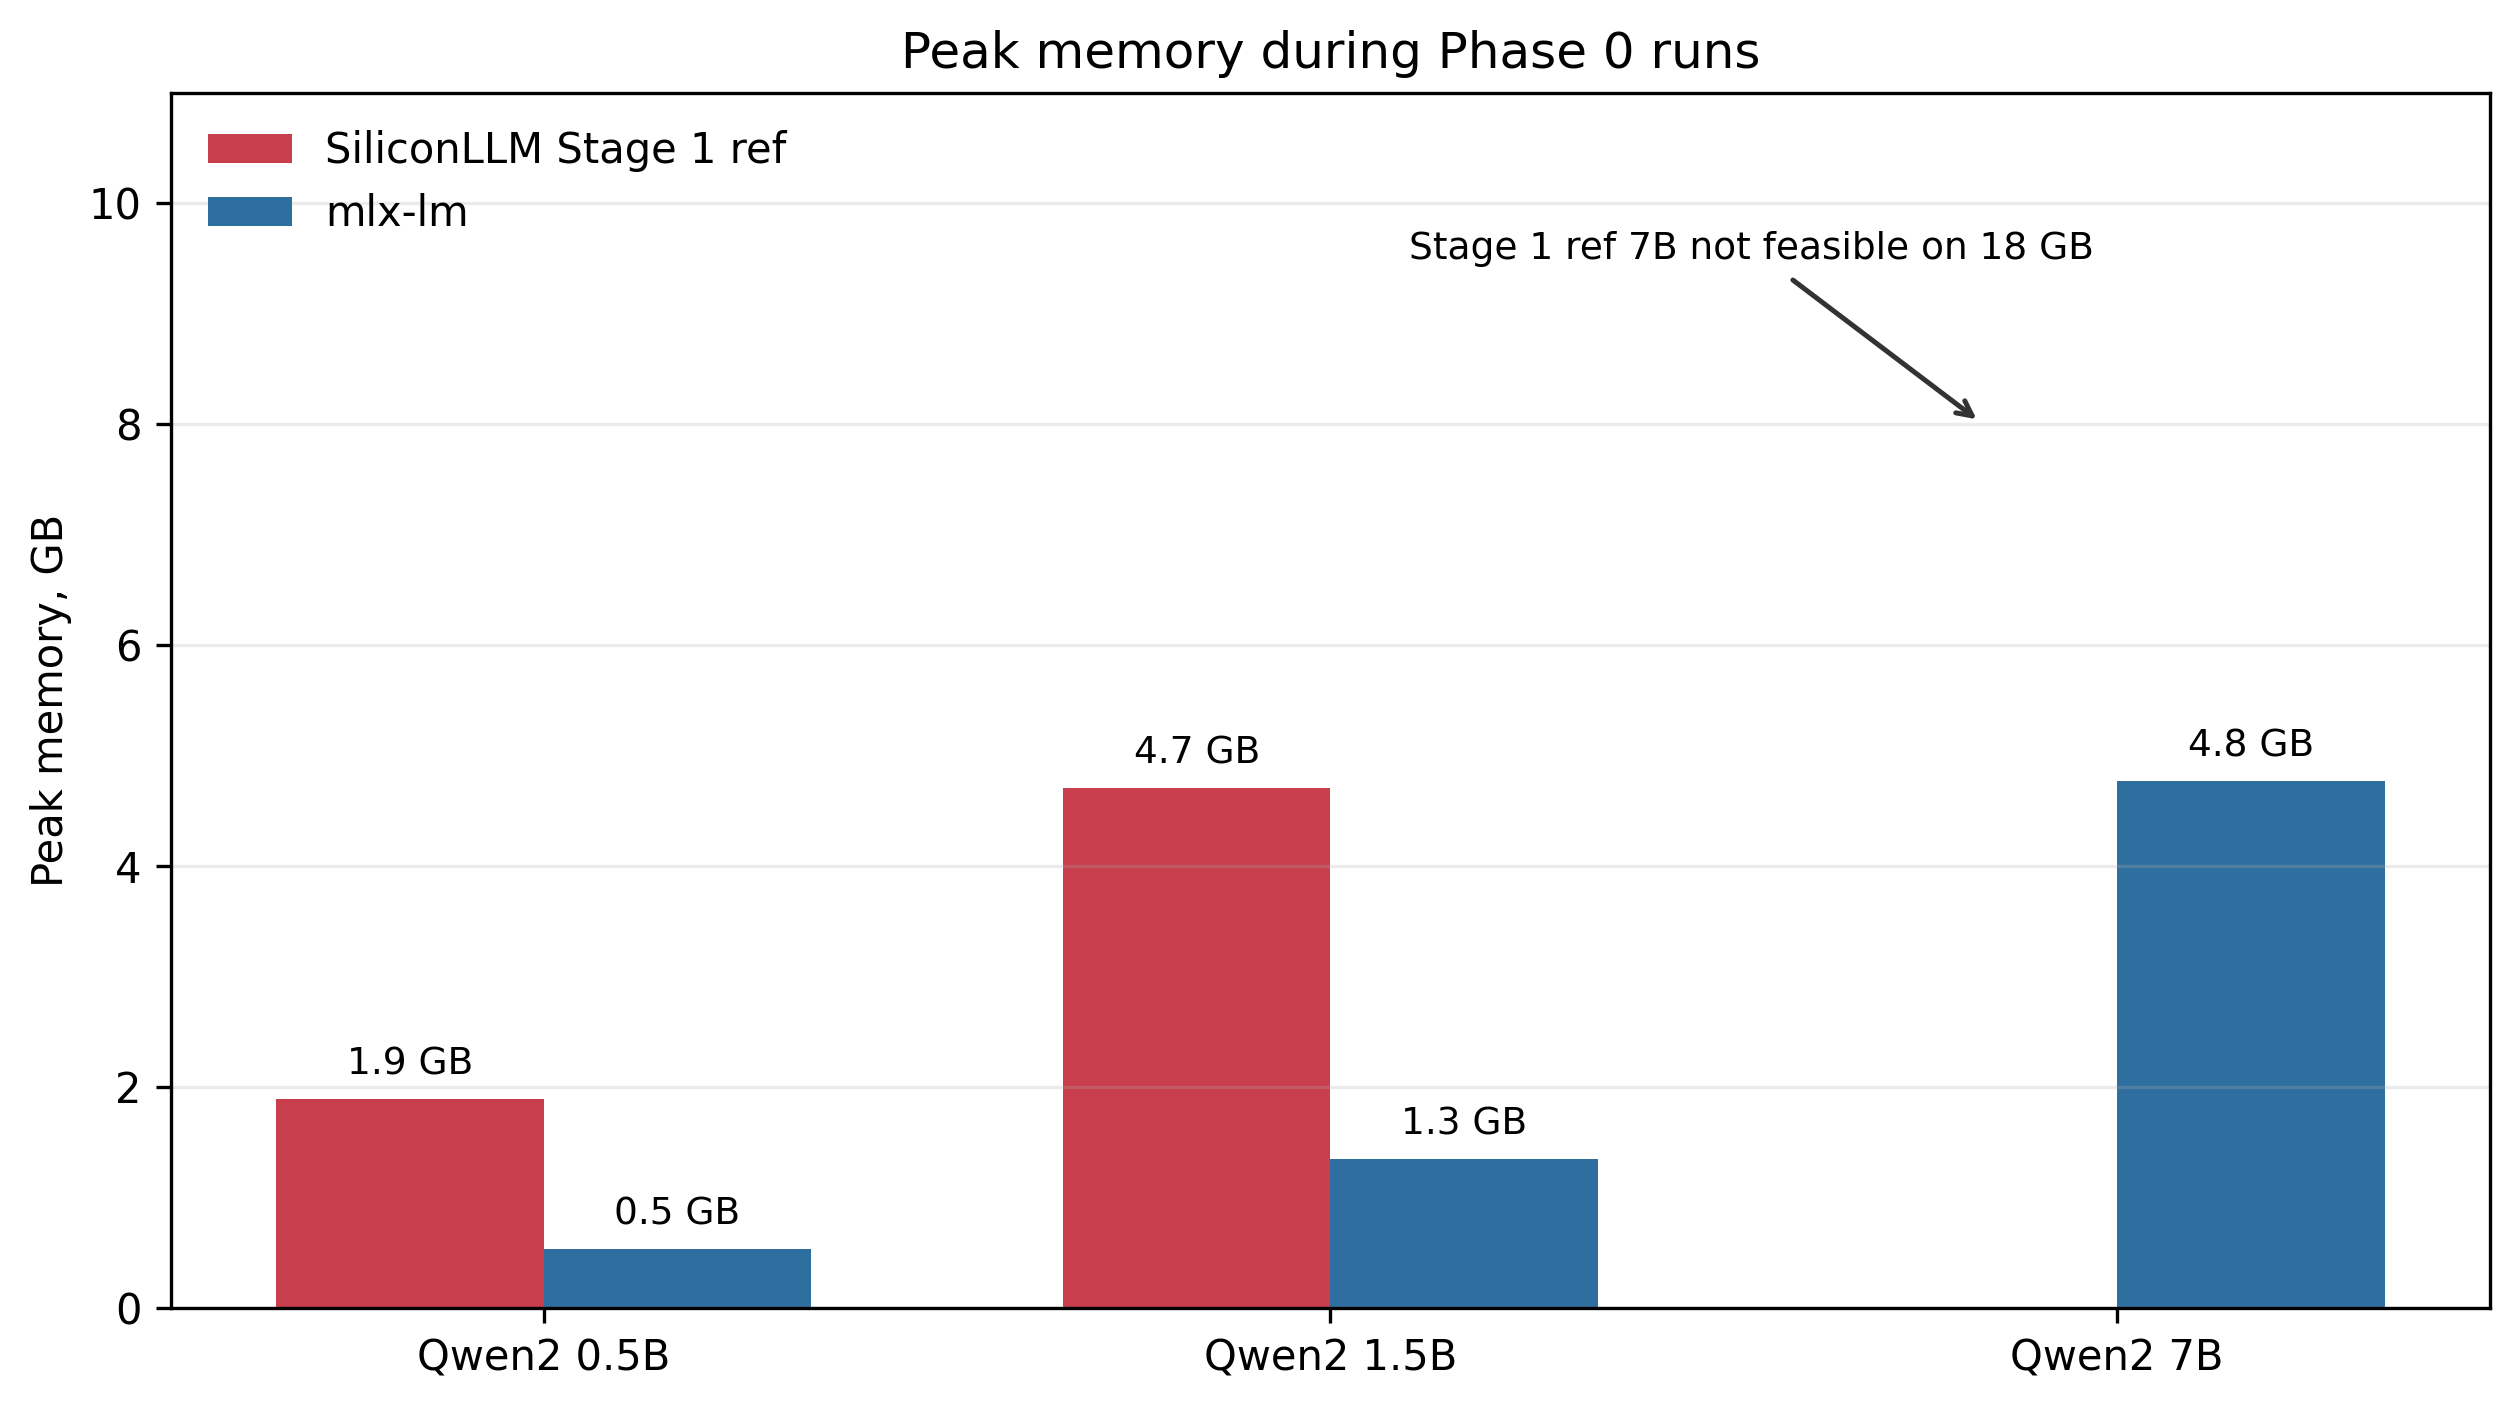 Peak memory during Phase 0 runs
SiliconLLM Stage 1 ref
mlx-lm
Stage 1 ref 7B not feasible on 18 GB
Peak memory, GB
10
8
6
4
2
0
1.9 GB
0.5 GB
4.7 GB
1.3 GB
4.8 GB
Qwen2 0.5B
Qwen2 1.5B
Qwen2 7B